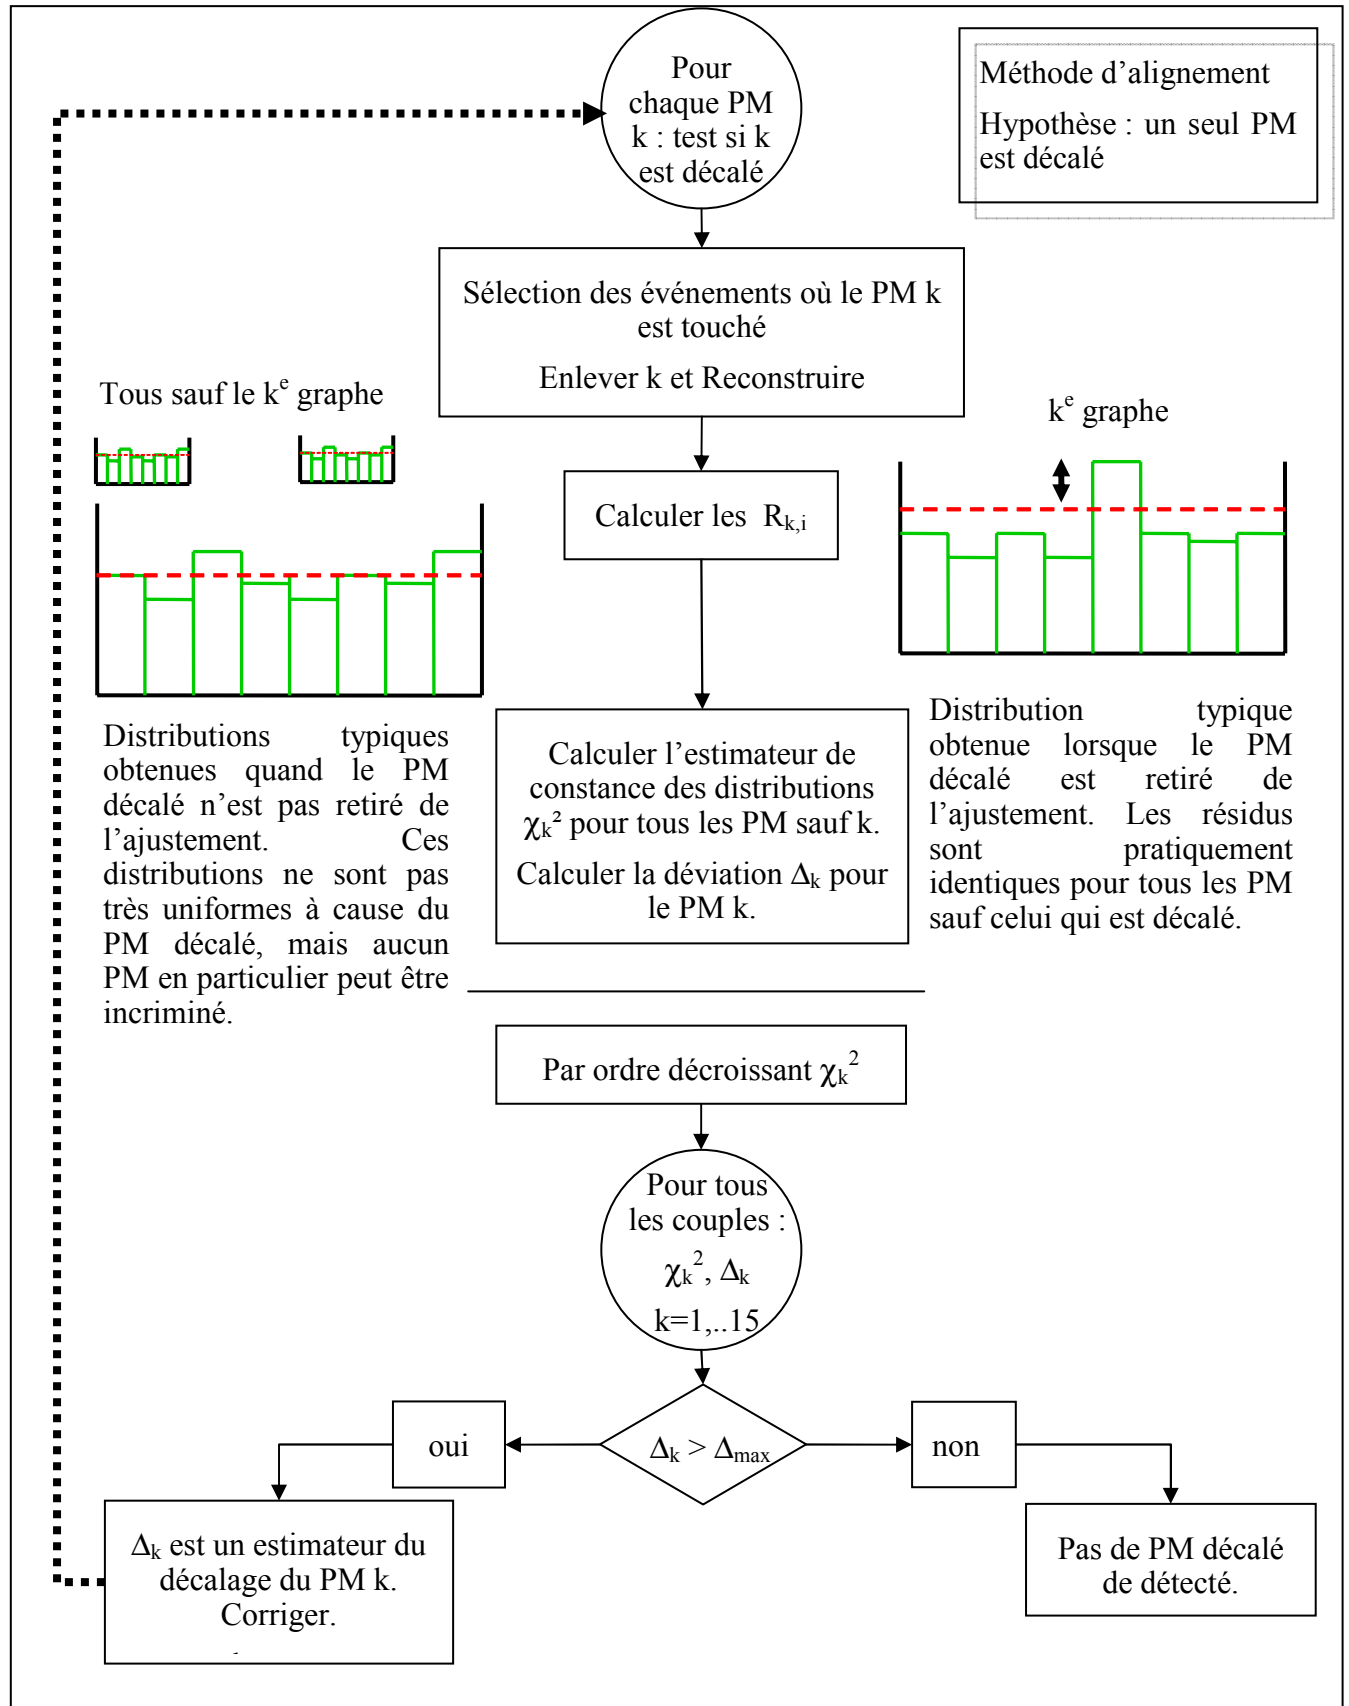 Pour
chaque PM
k : test si k
est décalé
Méthode d’alignement
Hypothèse : un seul PM
est décalé
Sélection des événements où le PM k
est touché
Enlever k et Reconstruire
Tous sauf le kᵉ graphe
kᵉ graphe
Calculer les Rₖ,ᵢ
Distributions typiques
obtenues quand le PM
décalé n’est pas retiré de
l’ajustement. Ces
distributions ne sont pas
très uniformes à cause du
PM décalé, mais aucun
PM en particulier peut être
incriminé.
Calculer l’estimateur de
constance des distributions
χₖ² pour tous les PM sauf k.
Calculer la déviation Δₖ pour
le PM k.
Distribution typique
obtenue lorsque le PM
décalé est retiré de
l’ajustement. Les résidus
sont pratiquement
identiques pour tous les PM
sauf celui qui est décalé.
Par ordre décroissant χₖ²
Pour tous
les couples :
χₖ², Δₖ
k=1,..15
oui
Δₖ > Δₘₐₓ
non
Δₖ est un estimateur du
décalage du PM k.
Corriger.
Pas de PM décalé
de détecté.